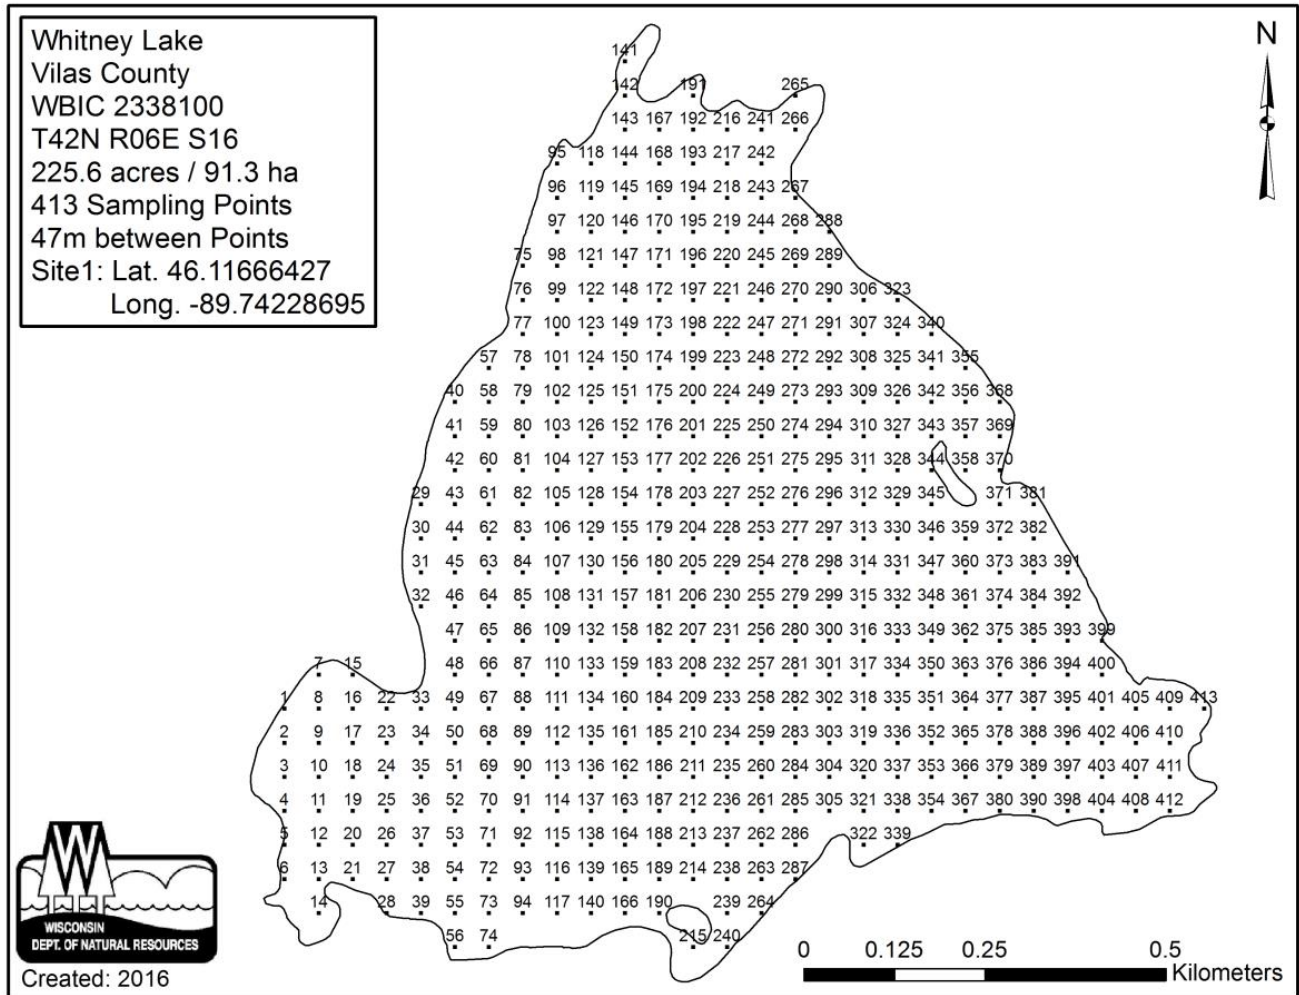 Whitney Lake
Vilas County
WBIC 2338100
T42N R06E S16
225.6 acres / 91.3 ha
413 Sampling Points
47m between Points
Site1: Lat. 46.11666427
Long. -89.74228695
N
141
142 191 265
143 167 192 216 241 266
95 118 144 168 193 217 242
96 119 145 169 194 218 243 267
97 120 146 170 195 219 244 268 288
75 98 121 147 171 196 220 245 269 289
76 99 122 148 172 197 221 246 270 290 306 323
77 100 123 149 173 198 222 247 271 291 307 324 340
57 78 101 124 150 174 199 223 248 272 292 308 325 341 355
40 58 79 102 125 151 175 200 224 249 273 293 309 326 342 356 368
41 59 80 103 126 152 176 201 225 250 274 294 310 327 343 357 369
42 60 81 104 127 153 177 202 226 251 275 295 311 328 344 358 370
29 43 61 82 105 128 154 178 203 227 252 276 296 312 329 345 371 381
30 44 62 83 106 129 155 179 204 228 253 277 297 313 330 346 359 372 382
31 45 63 84 107 130 156 180 205 229 254 278 298 314 331 347 360 373 383 391
32 46 64 85 108 131 157 181 206 230 255 279 299 315 332 348 361 374 384 392
47 65 86 109 132 158 182 207 231 256 280 300 316 333 349 362 375 385 393 399
7 15 48 66 87 110 133 159 183 208 232 257 281 301 317 334 350 363 376 386 394 400
1 8 16 22 33 49 67 88 111 134 160 184 209 233 258 282 302 318 335 351 364 377 387 395 401 405 409 413
2 9 17 23 34 50 68 89 112 135 161 185 210 234 259 283 303 319 336 352 365 378 388 396 402 406 410
3 10 18 24 35 51 69 90 113 136 162 186 211 235 260 284 304 320 337 353 366 379 389 397 403 407 411
4 11 19 25 36 52 70 91 114 137 163 187 212 236 261 285 305 321 338 354 367 380 390 398 404 408 412
5 12 20 26 37 53 71 92 115 138 164 188 213 237 262 286 322 339
6 13 21 27 38 54 72 93 116 139 165 189 214 238 263 287
14 28 39 55 73 94 117 140 166 190 239 264
56 74 215 240
W
WISCONSIN
DEPT. OF NATURAL RESOURCES
Created: 2016
0 0.125 0.25 0.5
Kilometers